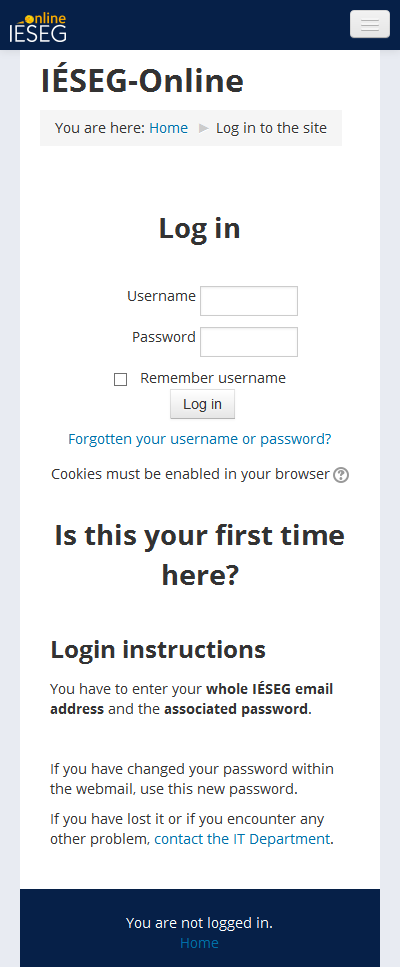 online
IÉSEG
IÉSEG-Online
You are here: Home ► Log in to the site
Log in
Username
Password
Remember username
Log in
Forgotten your username or password?
Cookies must be enabled in your browser ?
Is this your first time
here?
Login instructions
You have to enter your whole IÉSEG email
address and the associated password.
If you have changed your password within
the webmail, use this new password.
If you have lost it or if you encounter any
other problem, contact the IT Department.
You are not logged in.
Home